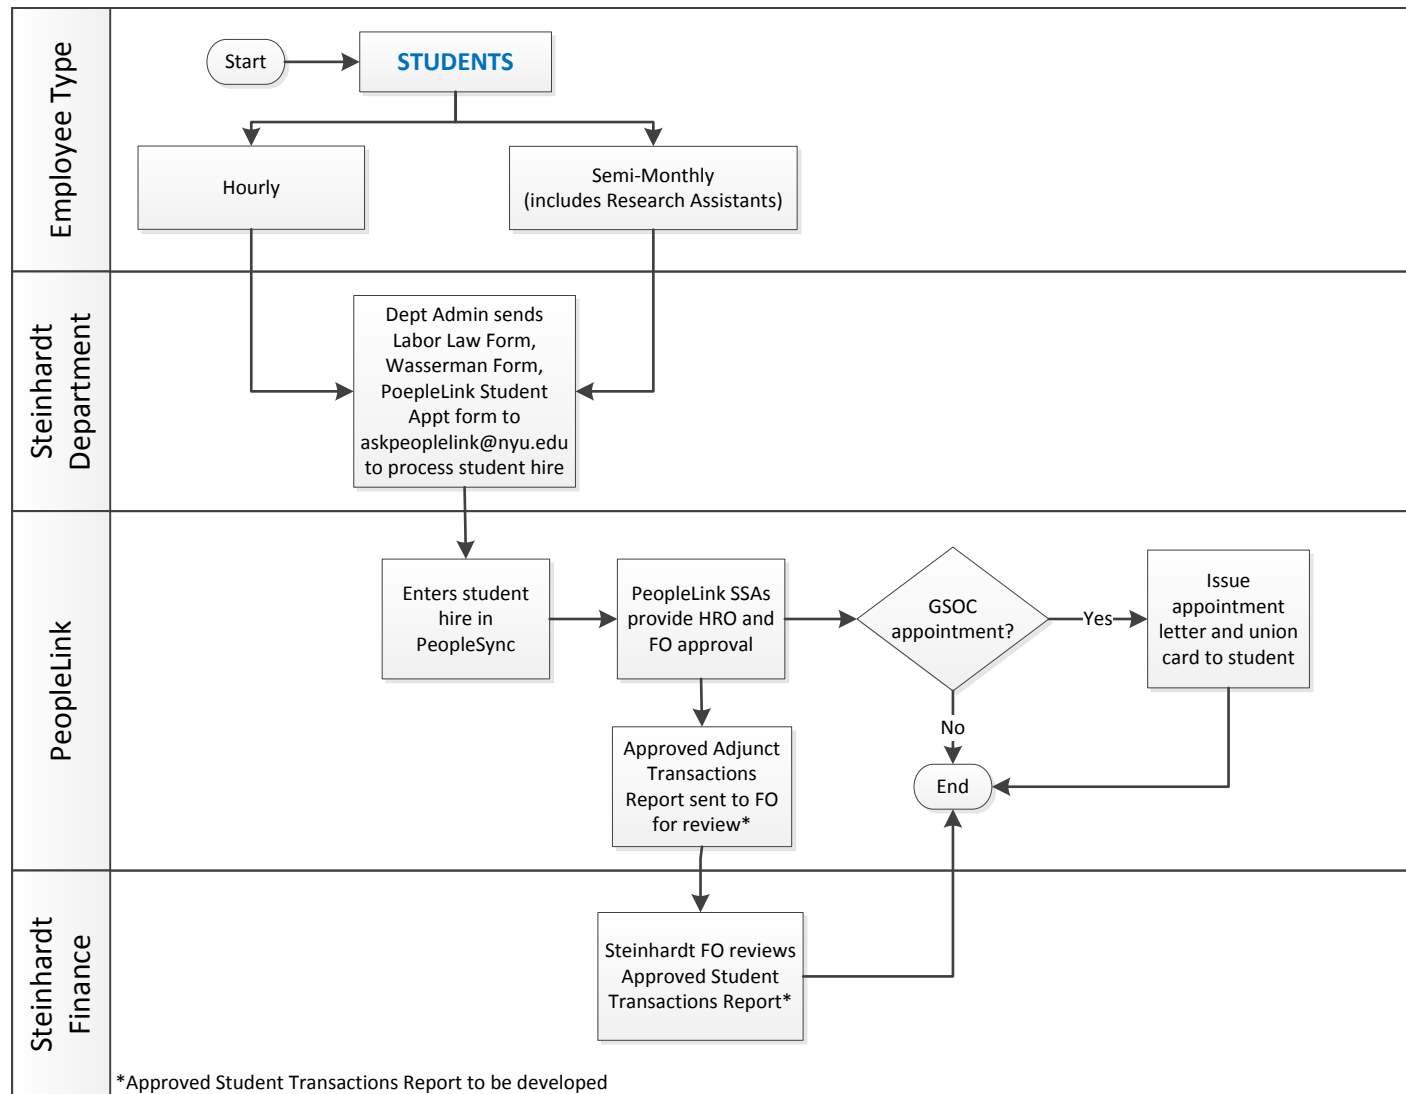 Employee Type
Start
STUDENTS
Hourly
Semi-Monthly
(includes Research Assistants)
Steinhardt
Department
Dept Admin sends
Labor Law Form,
Wasserman Form,
PoepleLink Student
Appt form to
askpeoplelink@nyu.edu
to process student hire
PeopleLink
Enters student
hire in
PeopleSync
PeopleLink SSAs
provide HRO and
FO approval
GSOC
appointment?
Yes
Issue
appointment
letter and union
card to student
No
Approved Adjunct
Transactions
Report sent to FO
for review*
End
Steinhardt
Finance
Steinhardt FO reviews
Approved Student
Transactions Report*
*Approved Student Transactions Report to be developed